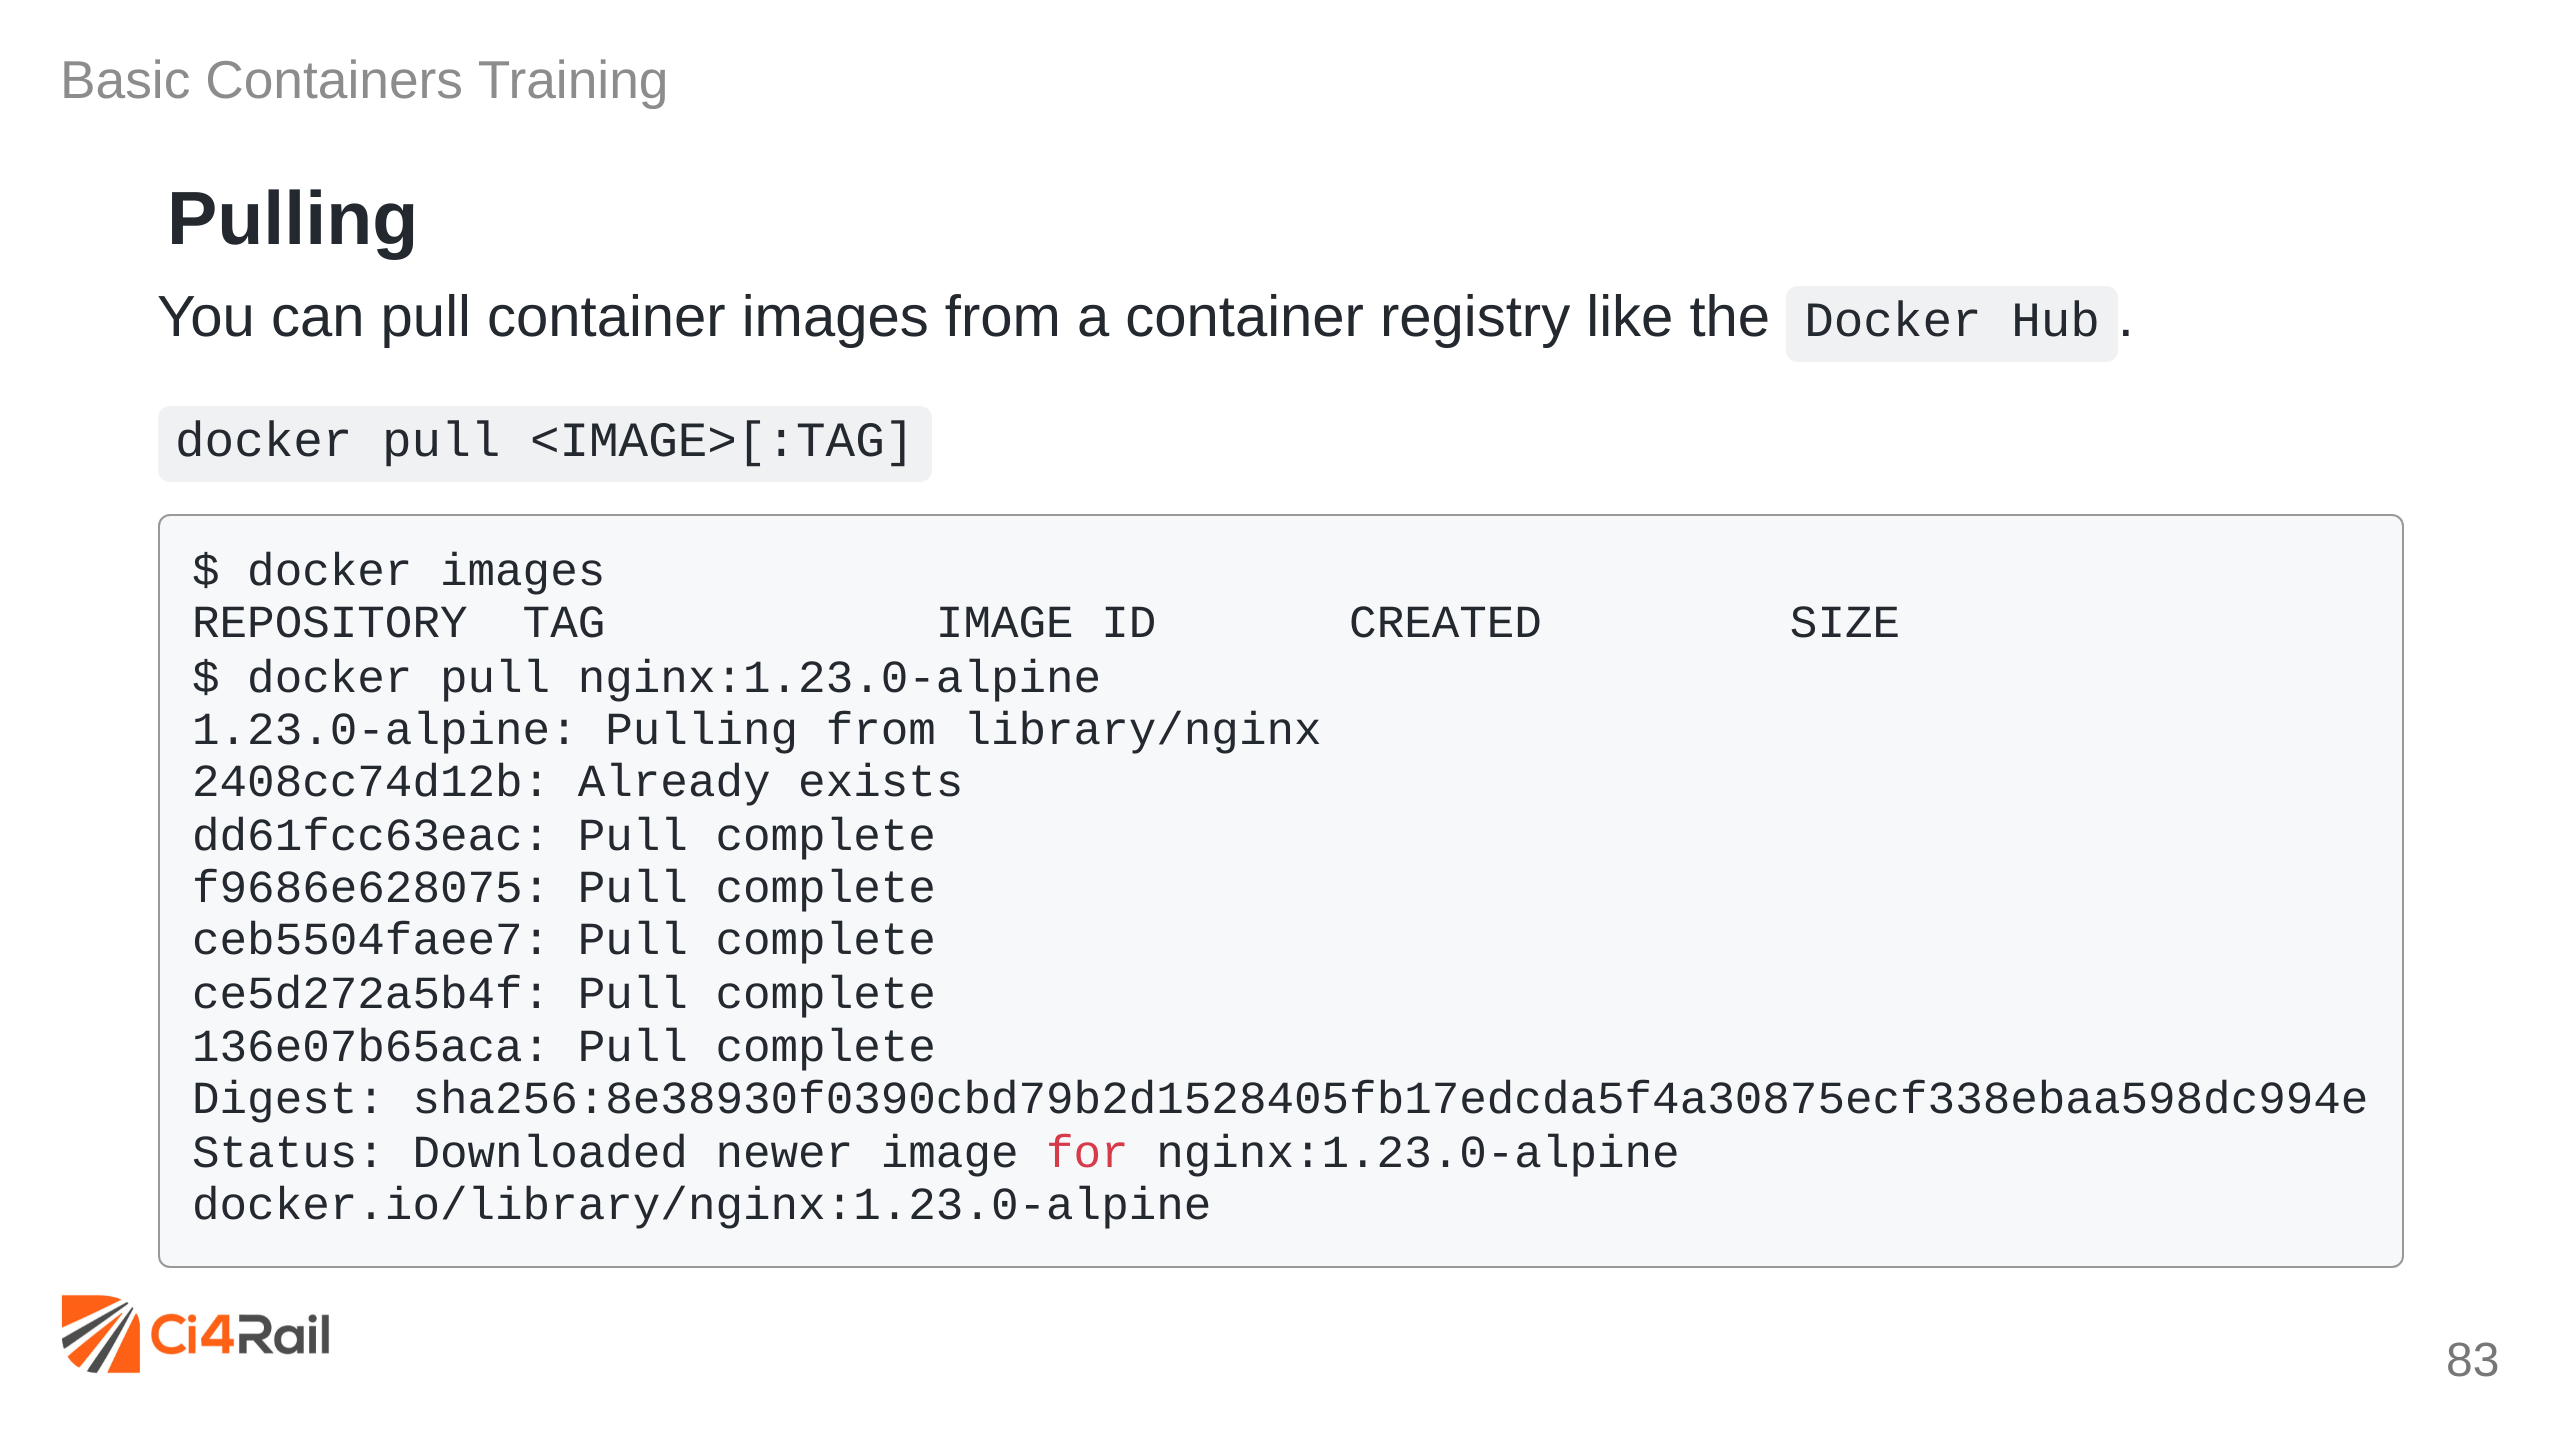 Basic Containers Training
Pulling
You can pull container images from a container registry like the Docker Hub.
docker pull <IMAGE>[:TAG]
$ docker images
REPOSITORY  TAG            IMAGE ID       CREATED         SIZE
$ docker pull nginx:1.23.0-alpine
1.23.0-alpine: Pulling from library/nginx
2408cc74d12b: Already exists
dd61fcc63eac: Pull complete
f9686e628075: Pull complete
ceb5504faee7: Pull complete
ce5d272a5b4f: Pull complete
136e07b65aca: Pull complete
Digest: sha256:8e38930f0390cbd79b2d1528405fb17edcda5f4a30875ecf338ebaa598dc994e
Status: Downloaded newer image for nginx:1.23.0-alpine
docker.io/library/nginx:1.23.0-alpine
Ci4Rail
83